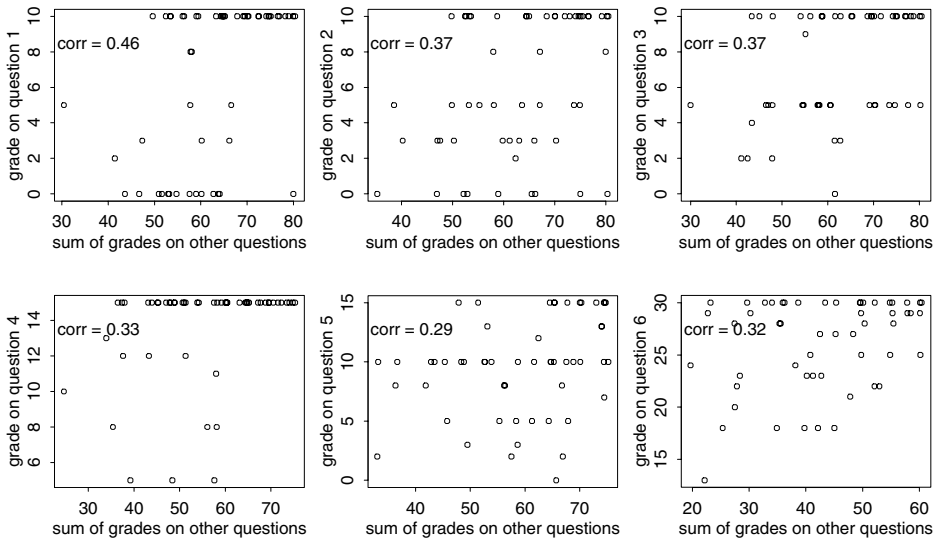 grade on question 1
10
8
6
4
2
0
corr = 0.46
30 40 50 60 70 80
sum of grades on other questions
grade on question 2
10
8
6
4
2
0
corr = 0.37
40 50 60 70 80
sum of grades on other questions
grade on question 3
10
8
6
4
2
0
corr = 0.37
30 40 50 60 70 80
sum of grades on other questions
grade on question 4
14
12
10
8
6
corr = 0.33
30 40 50 60 70
sum of grades on other questions
grade on question 5
15
10
5
0
corr = 0.29
40 50 60 70
sum of grades on other questions
grade on question 6
30
25
20
15
corr = 0.32
20 30 40 50 60
sum of grades on other questions